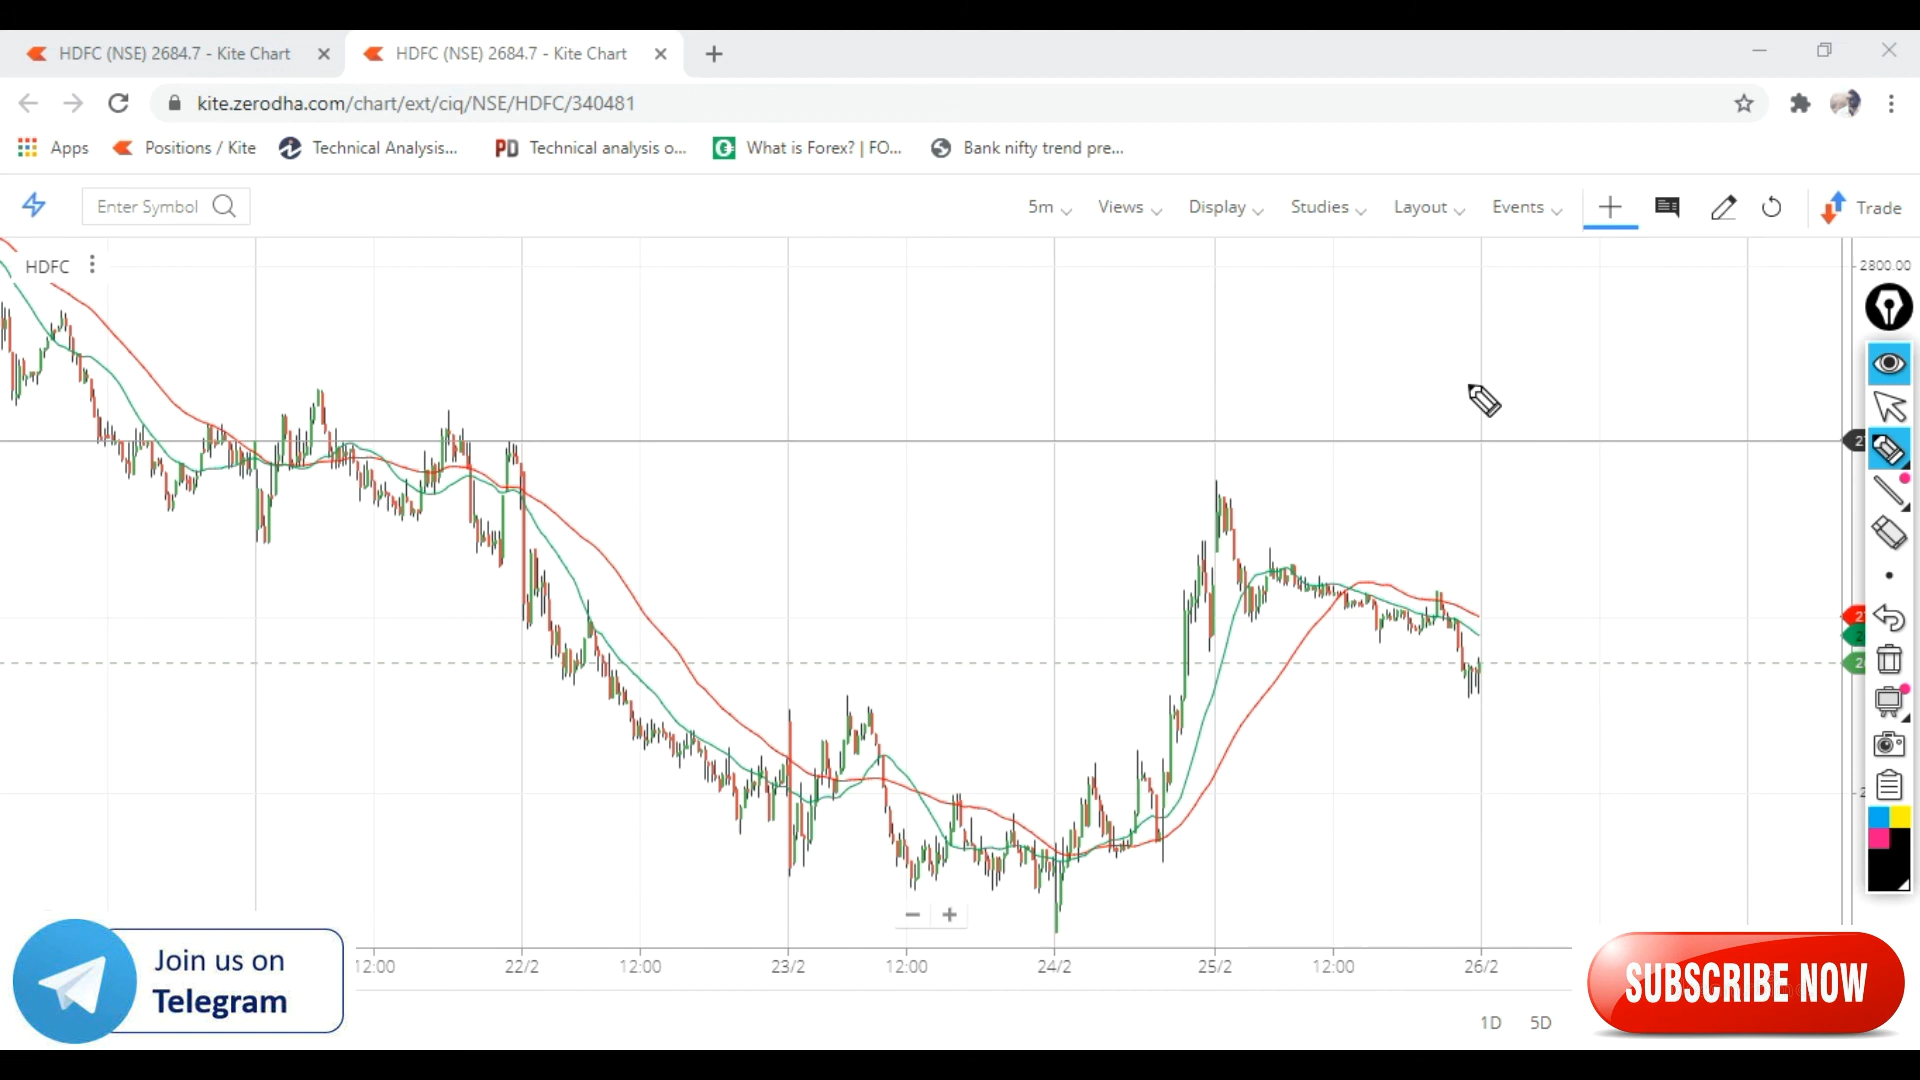 HDFC (NSE) 2684.7 - Kite Chart
HDFC (NSE) 2684.7 - Kite Chart
kite.zerodha.com/chart/ext/ciq/NSE/HDFC/340481
Apps
Positions / Kite
Technical Analysis...
PD
Technical analysis o...
What is Forex? | FO...
Bank nifty trend pre...
Enter Symbol
5m
Views
Display
Studies
Layout
Events
Trade
HDFC
2800.00
12:00
22/2
12:00
23/2
12:00
24/2
25/2
12:00
26/2
1D
5D
Join us on
Telegram
SUBSCRIBE NOW